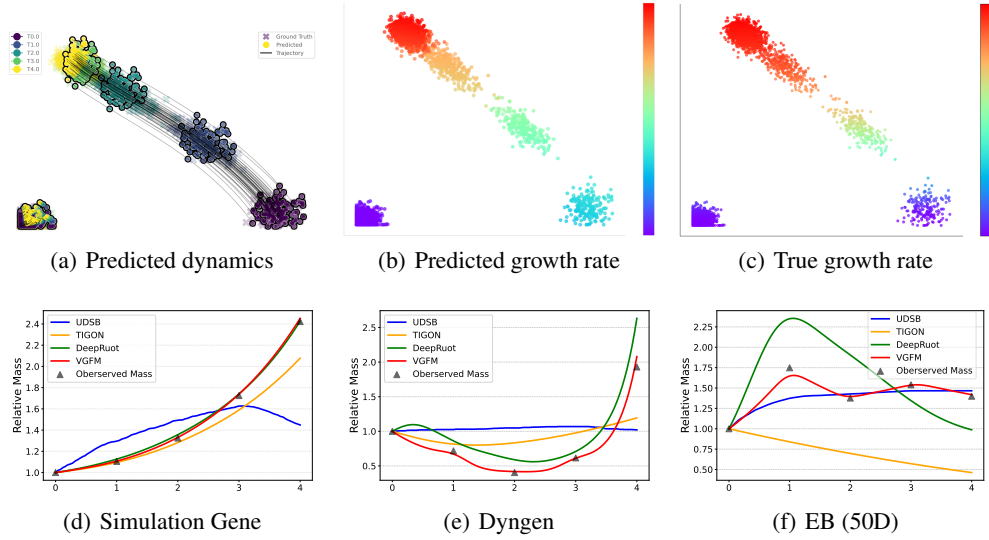 T0.0
T1.0
T2.0
T3.0
T4.0
Ground Truth
Predicted
Trajectory
(a) Predicted dynamics
(b) Predicted growth rate
(c) True growth rate
Relative Mass
2.4
2.2
2.0
1.8
1.6
1.4
1.2
1.0
0 1 2 3 4
UDSB
TIGON
DeepRuot
VGFM
Oberserved Mass
(d) Simulation Gene
Relative Mass
2.5
2.0
1.5
1.0
0.5
0 1 2 3 4
UDSB
TIGON
DeepRuot
VGFM
Oberserved Mass
(e) Dyngen
Relative Mass
2.25
2.00
1.75
1.50
1.25
1.00
0.75
0.50
0 1 2 3 4
UDSB
TIGON
DeepRuot
VGFM
Oberserved Mass
(f) EB (50D)